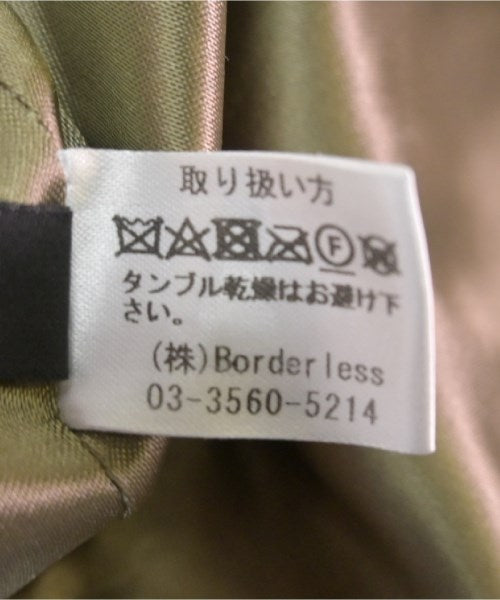 取り扱い方
F
タンブル乾燥はお避け下
さい。
(株)Borderless
03-3560-5214